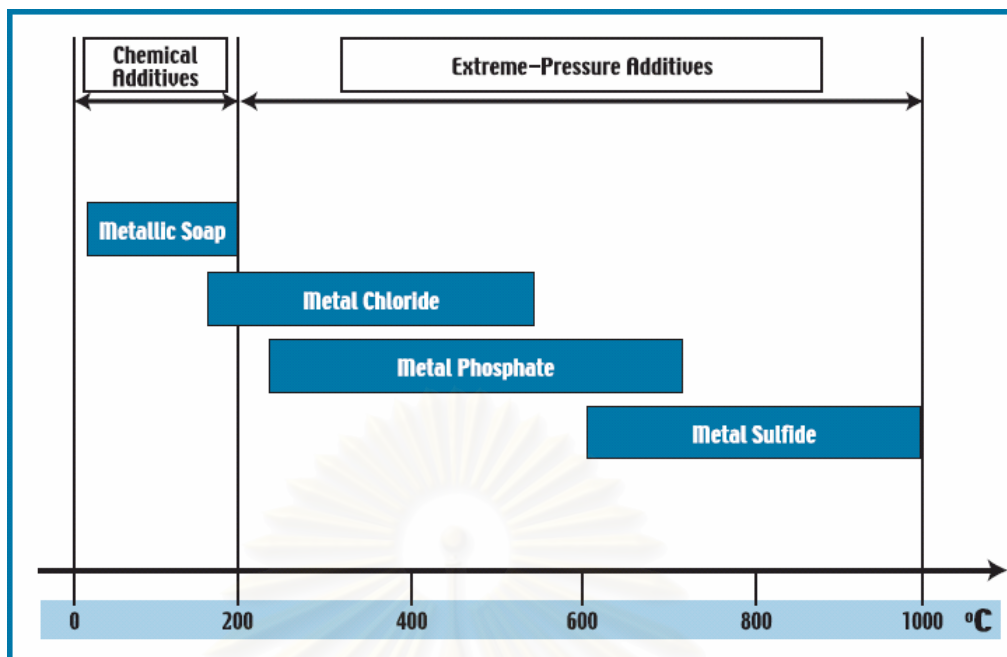 Chemical
Additives
Extreme-Pressure Additives
Metallic Soap
Metal Chloride
Metal Phosphate
Metal Sulfide
0 200 400 600 800 1000 ºC